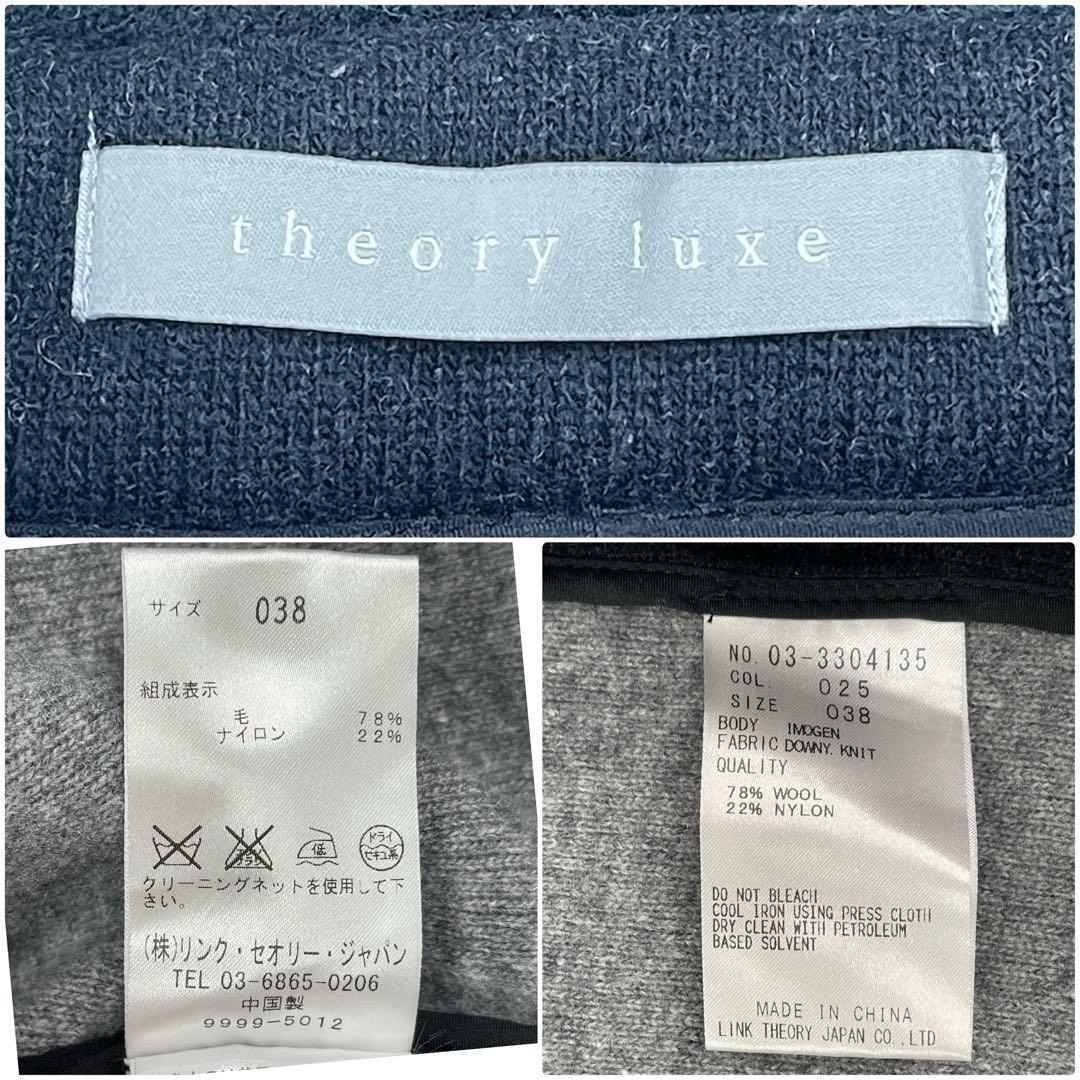 theory luxe
サイズ 038
組成表示
毛 78%
ナイロン 22%
低
ドライ
セキユ系
クリーニングネットを使用して下
さい。
(株)リンク・セオリー・ジャパン
TEL 03-6865-0206
中国製
9999-5012
NO. 03-3304135
COL. 025
SIZE 038
BODY IMOGEN
FABRIC DOWNY. KNIT
QUALITY
78% WOOL
22% NYLON
DO NOT BLEACH
COOL IRON USING PRESS CLOTH
DRY CLEAN WITH PETROLEUM
BASED SOLVENT
MADE IN CHINA
LINK THEORY JAPAN CO.,LTD